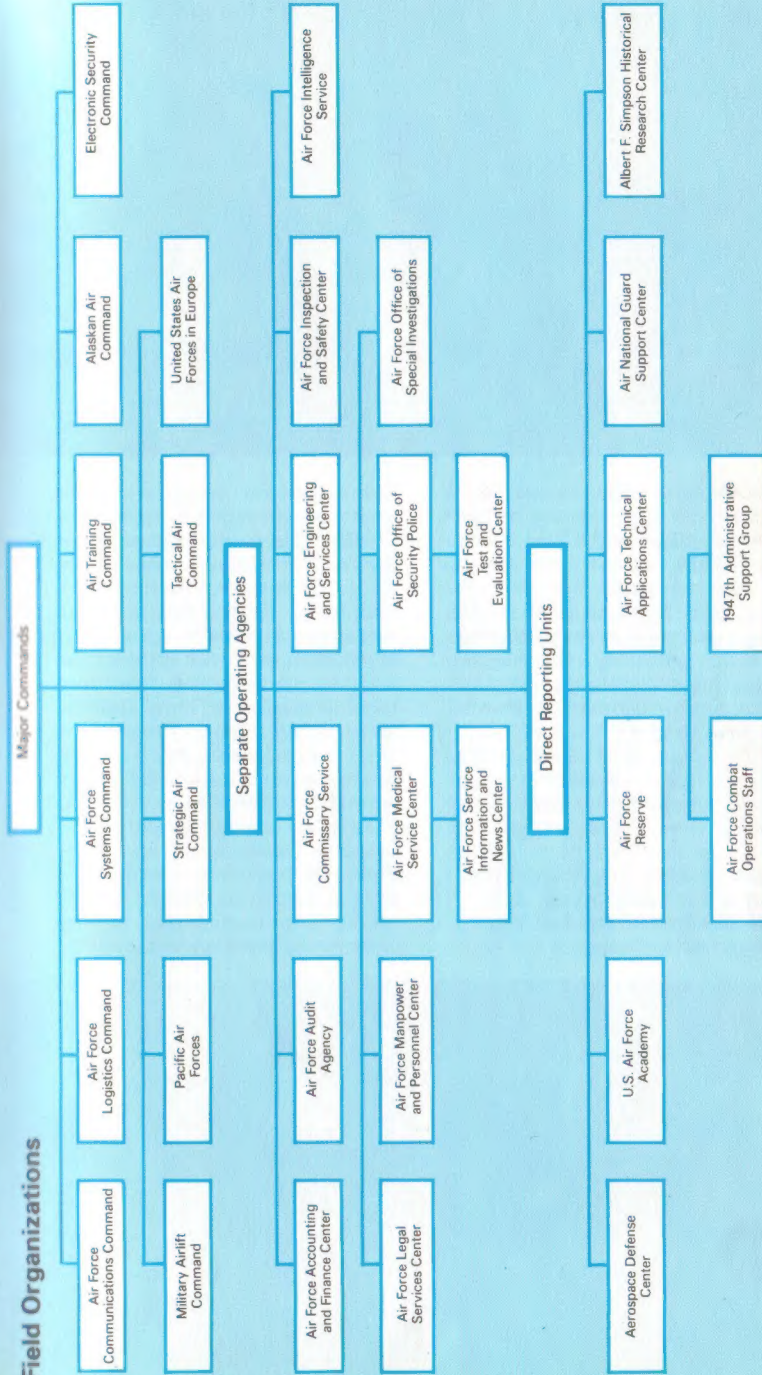 Field Organizations
Major Commands
Air Force
Communications Command
Air Force
Logistics Command
Air Force
Systems Command
Air Training
Command
Alaskan Air
Command
Electronic Security
Command
Military Airlift
Command
Pacific Air
Forces
Strategic Air
Command
Tactical Air
Command
United States Air
Forces in Europe
Separate Operating Agencies
Air Force Accounting
and Finance Center
Air Force Audit
Agency
Air Force
Commissary Service
Air Force Engineering
and Services Center
Air Force Inspection
and Safety Center
Air Force Intelligence
Service
Air Force Legal
Services Center
Air Force Manpower
and Personnel Center
Air Force Medical
Service Center
Air Force Office of
Security Police
Air Force Office of
Special Investigations
Air Force Service
Information and
News Center
Air Force
Test and
Evaluation Center
Direct Reporting Units
Aerospace Defense
Center
U.S. Air Force
Academy
Air Force
Reserve
Air Force Technical
Applications Center
Air National Guard
Support Center
Albert F. Simpson Historical
Research Center
Air Force Combat
Operations Staff
1947th Administrative
Support Group